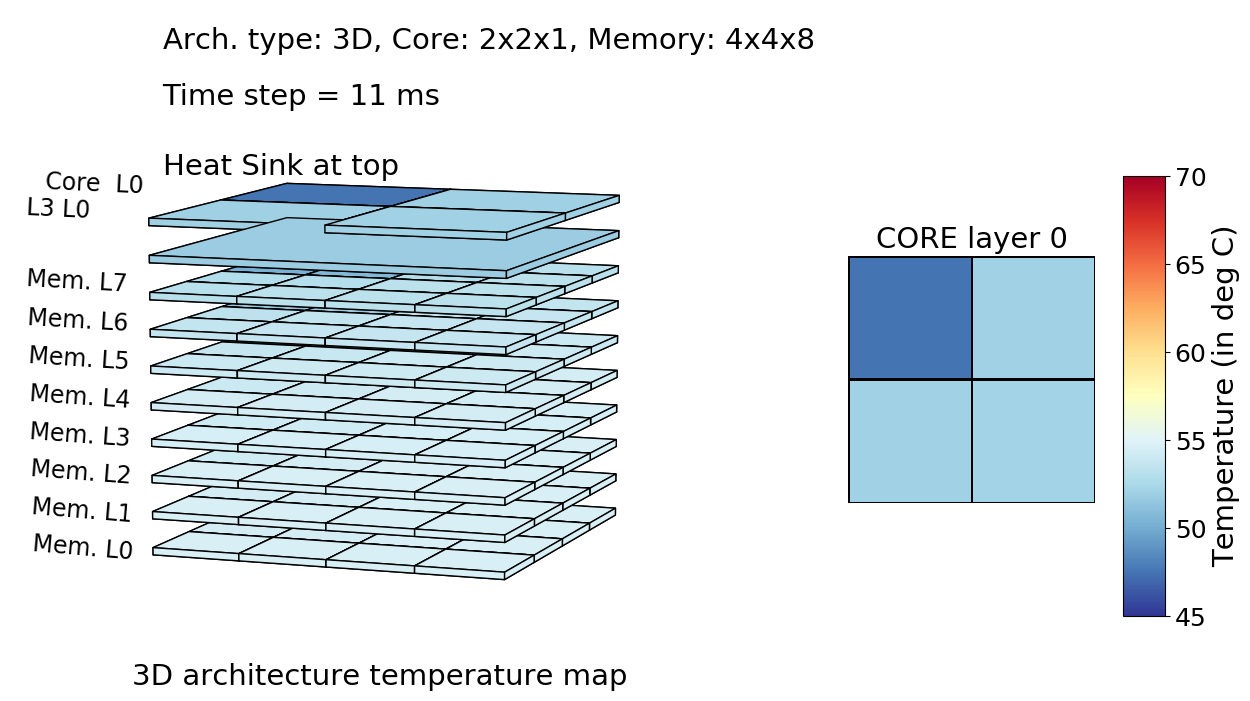 Arch. type: 3D, Core: 2x2x1, Memory: 4x4x8
Time step = 11 ms
Heat Sink at top
Core  L0
L3 L0
Mem. L7
Mem. L6
Mem. L5
Mem. L4
Mem. L3
Mem. L2
Mem. L1
Mem. L0
3D architecture temperature map
CORE layer 0
70
65
60
55
50
45
Temperature (in deg C)